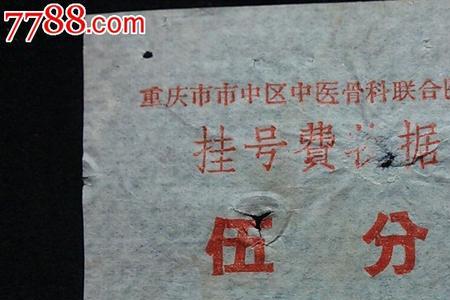 7788.com
重庆市市中区中医骨科联合
挂号費 据
伍分